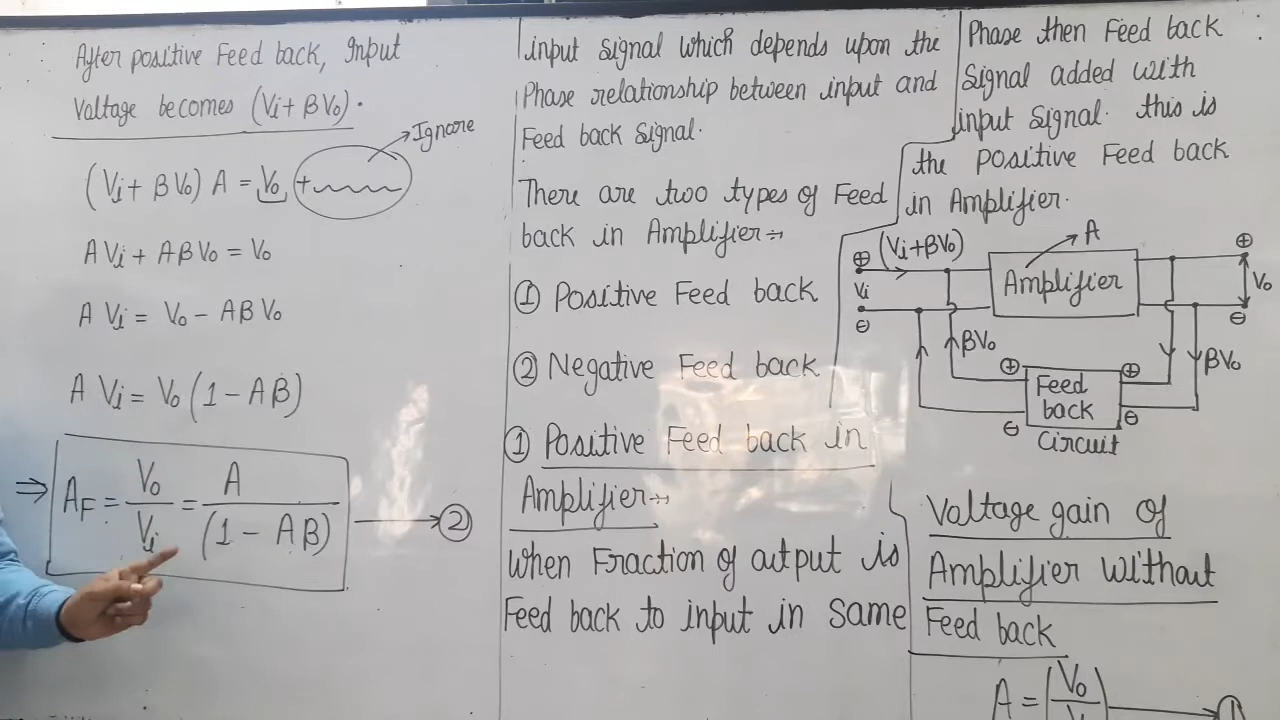 After positive Feed back, Input
Voltage becomes (Vi + βVo).
Ignore
(Vi + βVo) A = Vo +
AVi + AβVo = Vo
A Vi = Vo - AβVo
A Vi = Vo (1 - Aβ)
⇒ AF = Vo/Vi = A/(1 - Aβ) → ②
input signal which depends upon the
Phase relationship between input and
Feed back Signal.
There are two types of Feed
back in Amplifier→
① Positive Feed back
② Negative Feed back
① Positive Feed back in
Amplifier→
When Fraction of output is
Feed back to input in same
Phase then Feed back
Signal added with
input Signal. this is
the positive Feed back
in Amplifier.
⊕ (Vi+βVo)
A
⊕
Vi
Amplifier
Vo
⊖
⊖
βVo
βVo
⊕
⊕
Feed
back
⊖
⊖
Circuit
Voltage gain of
Amplifier without
Feed back
A = (Vo/V